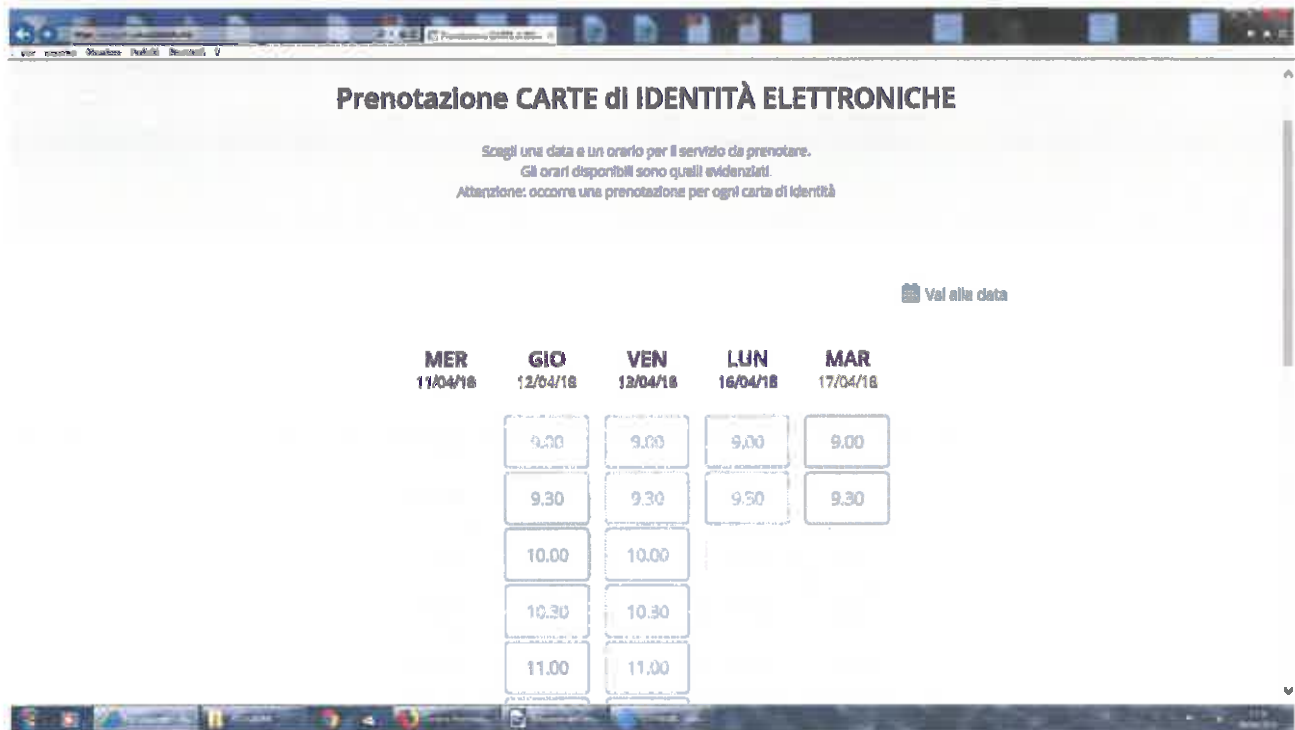 Prenotazione CARTE di IDENTITÀ ELETTRONICHE
Scegli una data e un orario per il servizio da prenotare.
Gli orari disponibili sono quelli evidenziati.
Attenzione: occorre una prenotazione per ogni carta di identità
Vai alla data
MER GIO VEN LUN MAR
11/04/18 12/04/18 13/04/18 16/04/18 17/04/18
9.00 9.00 9.00 9.00
9.30 9.30 9.30 9.30
10.00 10.00
10.30 10.30
11.00 11.00